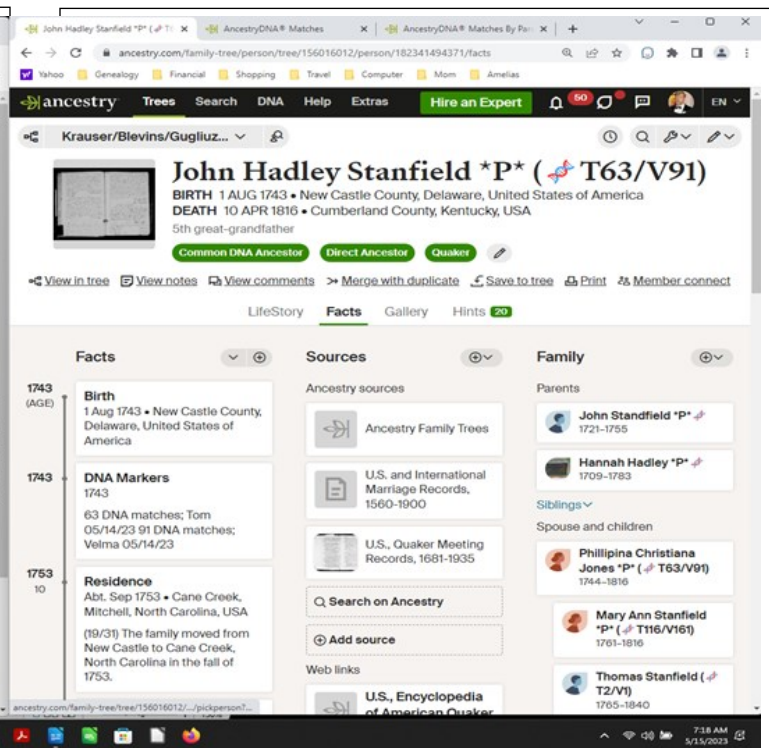 John Hadley Stanfield *P* (🧬 T
AncestryDNA® Matches
AncestryDNA® Matches By Par
ancestry.com/family-tree/person/tree/156016012/person/182341494371/facts
Yahoo Genealogy Financial Shopping Travel Computer Mom Amelias
ancestry Trees Search DNA Help Extras Hire an Expert 50 EN
Krauser/Blevins/Gugliuz...
John Hadley Stanfield *P* (🧬 T63/V91)
BIRTH 1 AUG 1743 • New Castle County, Delaware, United States of America
DEATH 10 APR 1816 • Cumberland County, Kentucky, USA
5th great-grandfather
Common DNA Ancestor Direct Ancestor Quaker
View in tree View notes View comments Merge with duplicate Save to tree Print Member connect
LifeStory Facts Gallery Hints 20
Facts
1743
(AGE)
Birth
1 Aug 1743 • New Castle County,
Delaware, United States of
America
1743
DNA Markers
1743
63 DNA matches; Tom
05/14/23 91 DNA matches;
Velma 05/14/23
1753
10
Residence
Abt. Sep 1753 • Cane Creek,
Mitchell, North Carolina, USA
(19/31) The family moved from
New Castle to Cane Creek,
North Carolina in the fall of
1753.
Sources
Ancestry sources
Ancestry Family Trees
U.S. and International
Marriage Records,
1560-1900
U.S., Quaker Meeting
Records, 1681-1935
Search on Ancestry
Add source
Web links
U.S., Encyclopedia
of American Quaker
Family
Parents
John Standfield *P* 🧬
1721–1755
Hannah Hadley *P* 🧬
1709–1783
Siblings
Spouse and children
Phillipina Christiana
Jones *P* (🧬 T63/V91)
1744–1816
Mary Ann Stanfield
*P* (🧬 T116/V161)
1761–1816
Thomas Stanfield (🧬
T2/V1)
1765–1840
ancestry.com/family-tree/tree/156016012/.../pickperson?...
7:18 AM
5/15/2023